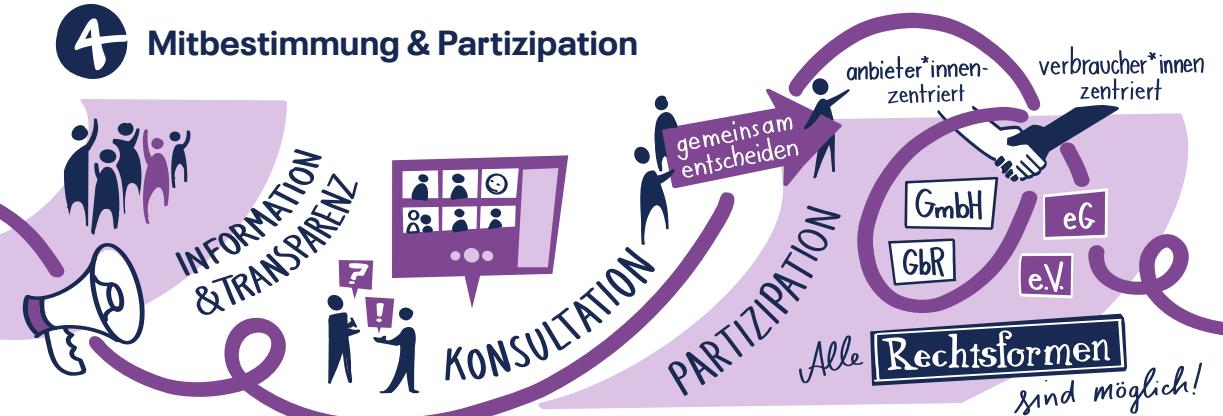 4
Mitbestimmung & Partizipation
INFORMATION
& TRANSPARENZ
?
!
KONSULTATION
gemeinsam
entscheiden
PARTIZIPATION
anbieter*innen-
zentriert
verbraucher*innen
zentriert
GmbH
eG
GbR
e.V.
Alle Rechtsformen
sind möglich!